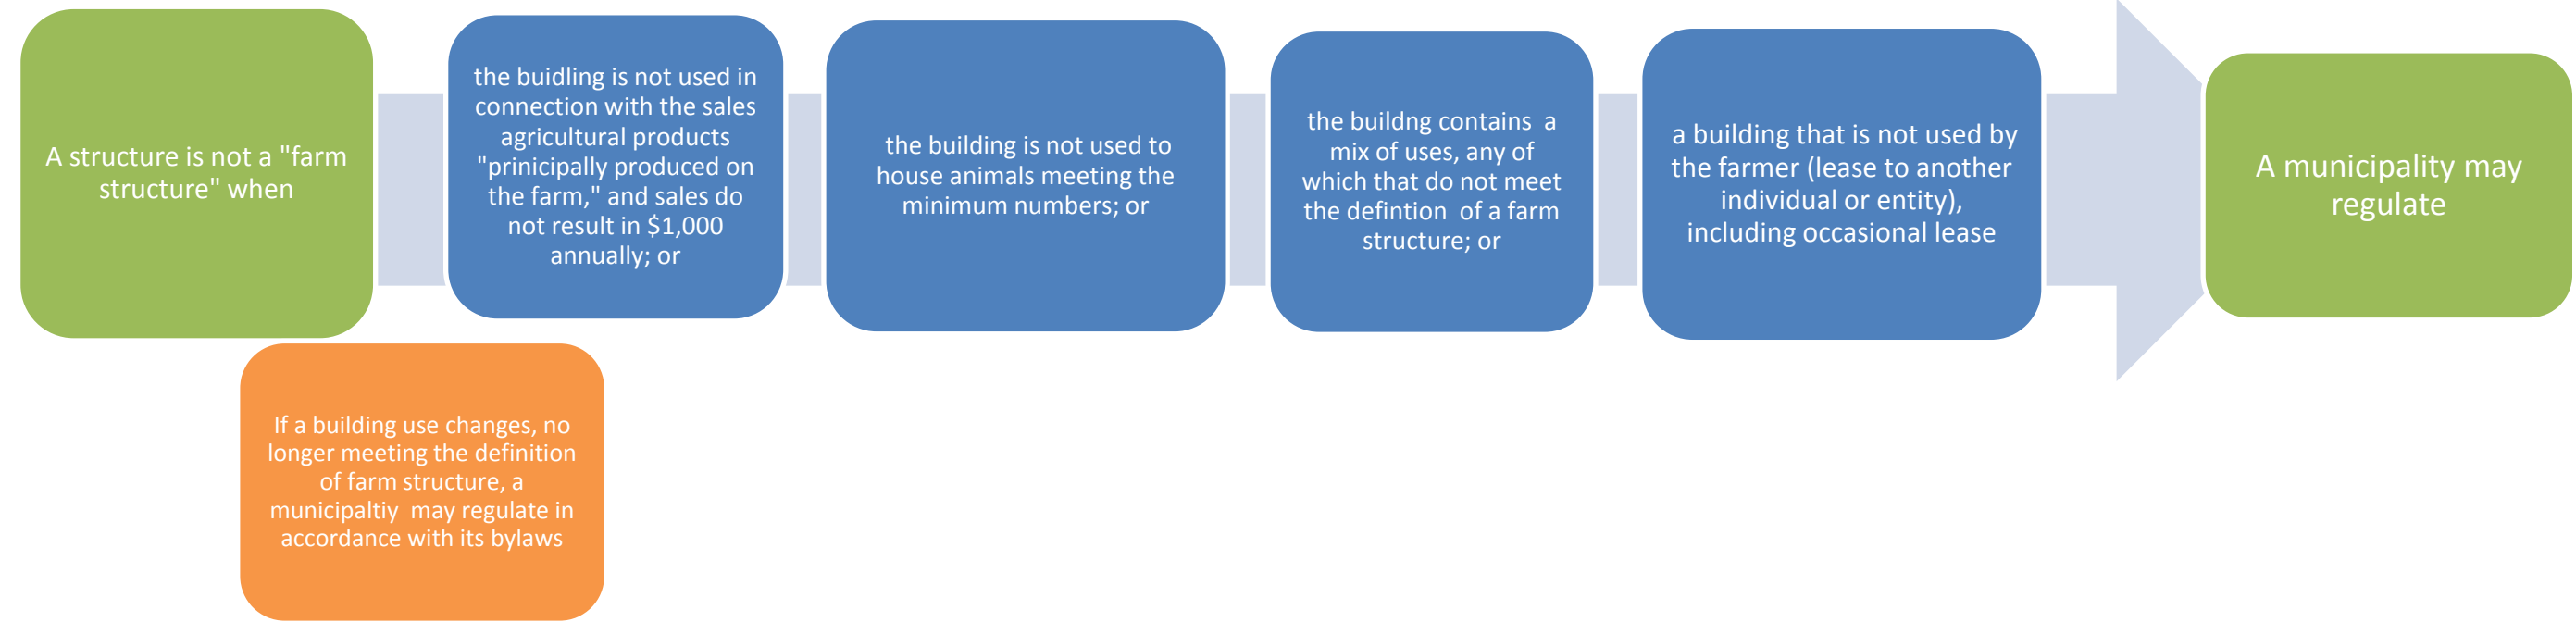 A structure is not a "farm
structure" when
the buidling is not used in
connection with the sales
agricultural products
"prinicipally produced on
the farm," and sales do
not result in $1,000
annually; or
the building is not used to
house animals meeting the
minimum numbers; or
the buildng contains  a
mix of uses, any of
which that do not meet
the defintion  of a farm
structure; or
a building that is not used by
the farmer (lease to another
individual or entity),
including occasional lease
A municipality may
regulate
If a building use changes, no
longer meeting the definition
of farm structure, a
municipaltiy  may regulate in
accordance with its bylaws